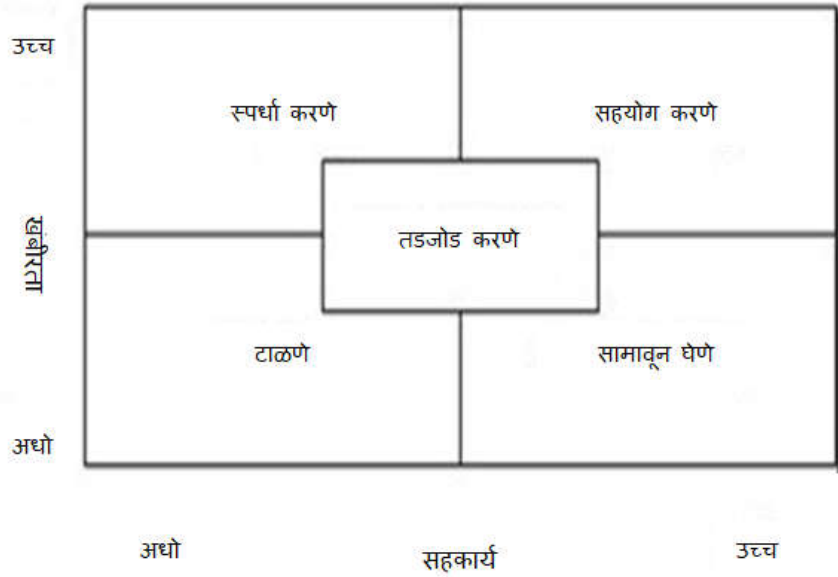 उच्च
स्पर्धा करणे
सहयोग करणे
खंबीरता
तडजोड करणे
टाळणे
सामावून घेणे
अधो
अधो
सहकार्य
उच्च